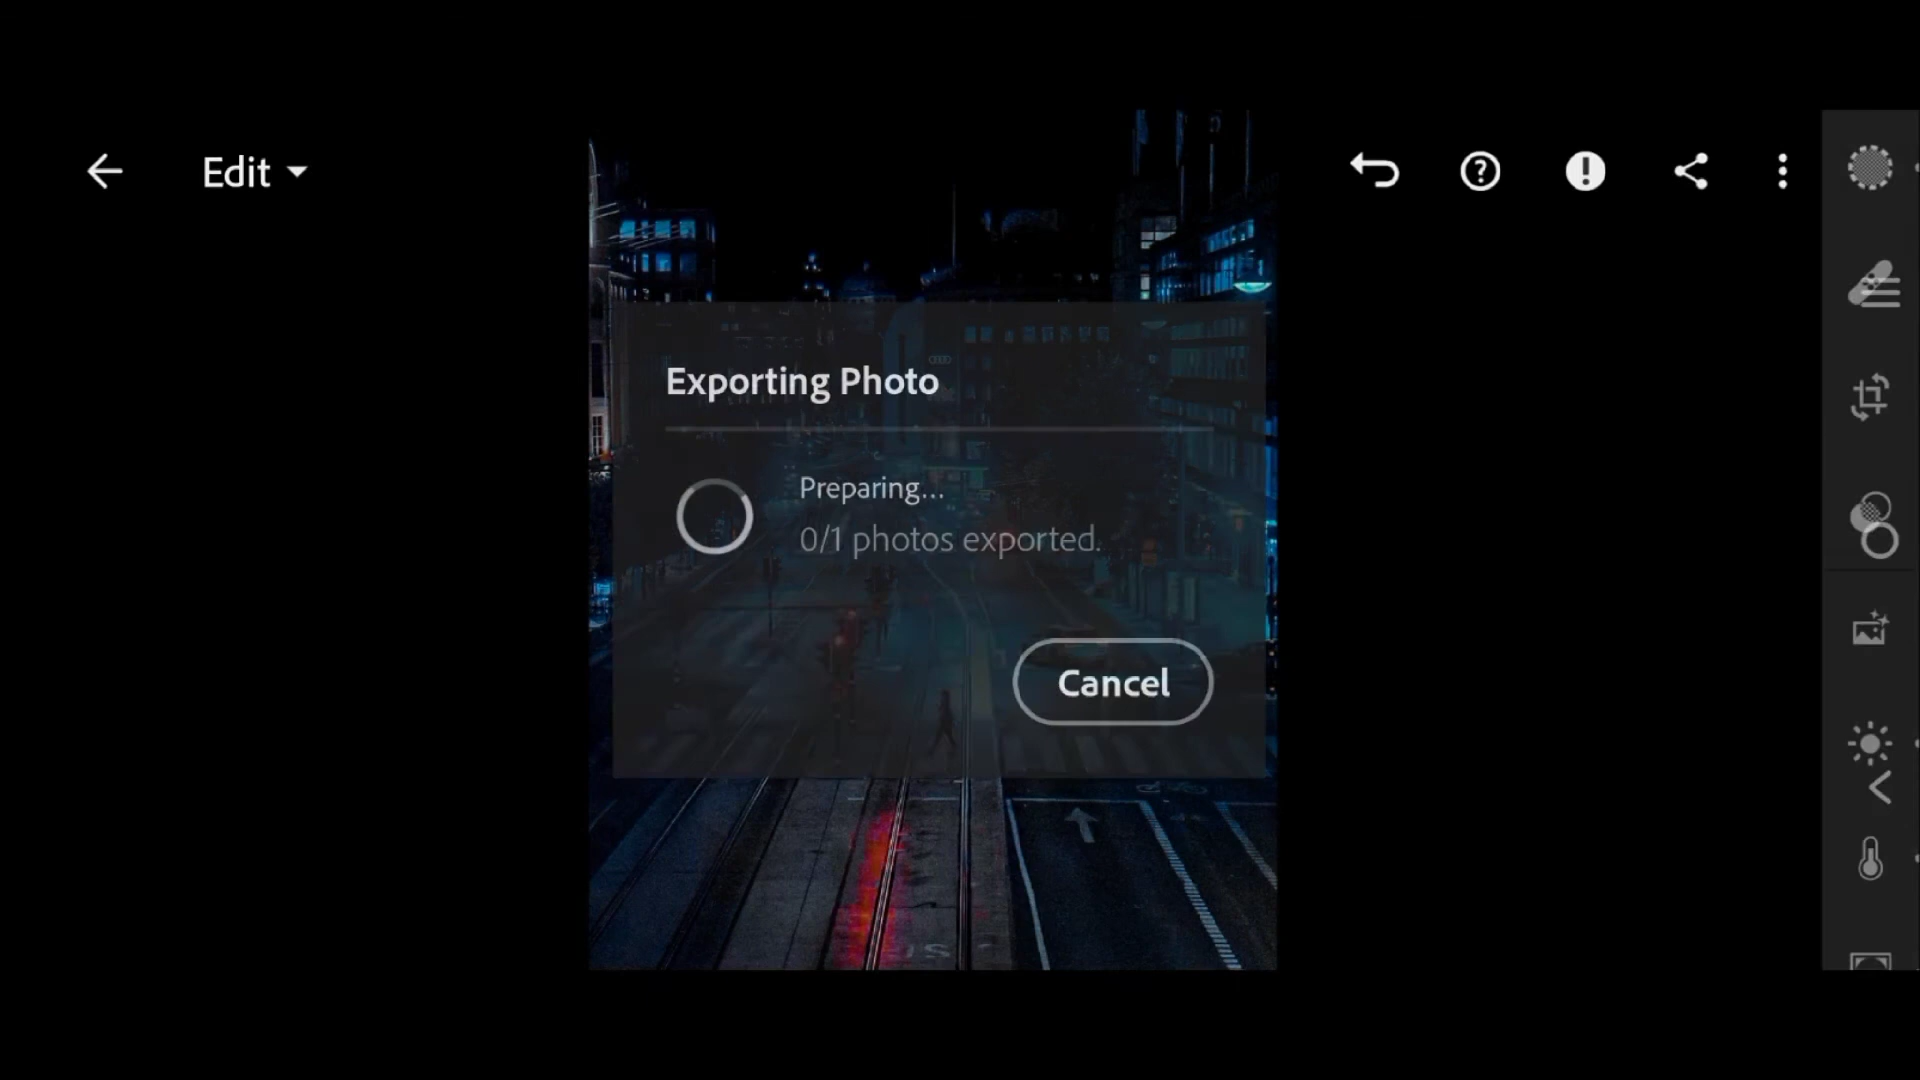 Edit
Exporting Photo
Preparing...
0/1 photos exported.
Cancel